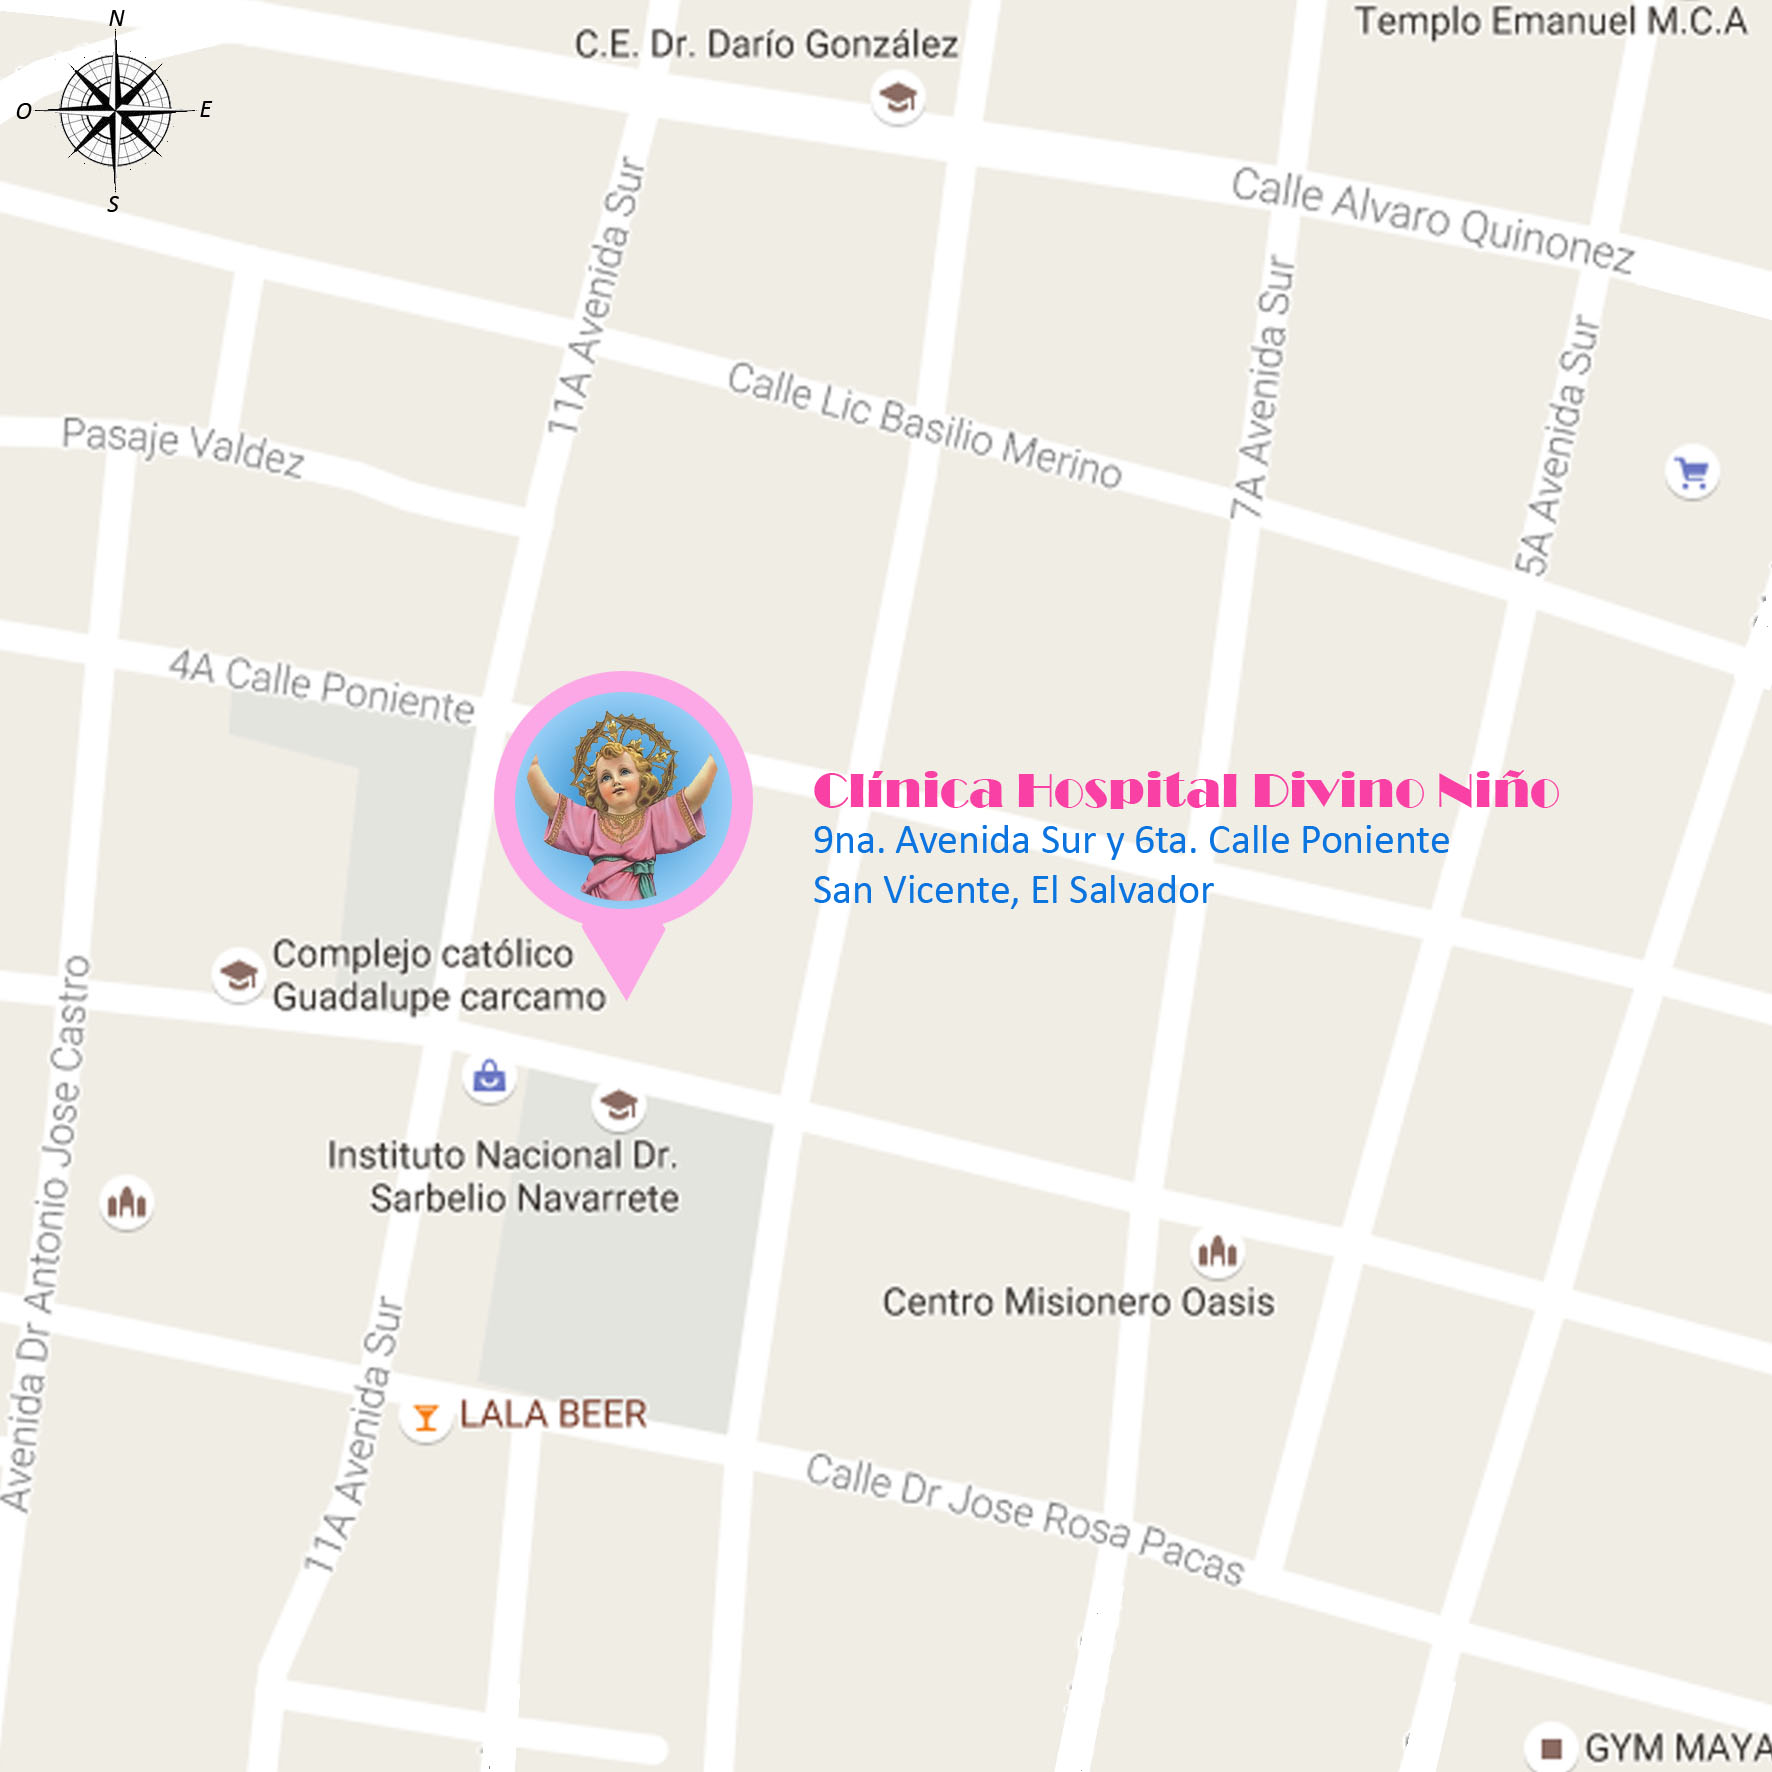 N
O
E
S
C.E. Dr. Darío González
Templo Emanuel M.C.A
Calle Alvaro Quinonez
11A Avenida Sur
7A Avenida Sur
5A Avenida Sur
Calle Lic Basilio Merino
Pasaje Valdez
4A Calle Poniente
Clínica Hospital Divino Niño
9na. Avenida Sur y 6ta. Calle Poniente
San Vicente, El Salvador
Complejo católico
Guadalupe carcamo
Avenida Dr Antonio Jose Castro
Instituto Nacional Dr.
Sarbelio Navarrete
Centro Misionero Oasis
11A Avenida Sur
LALA BEER
Calle Dr Jose Rosa Pacas
GYM MAYA